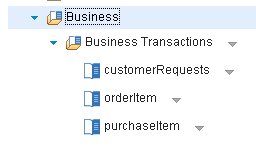 Business
Business Transactions
customerRequests
orderItem
purchaseItem